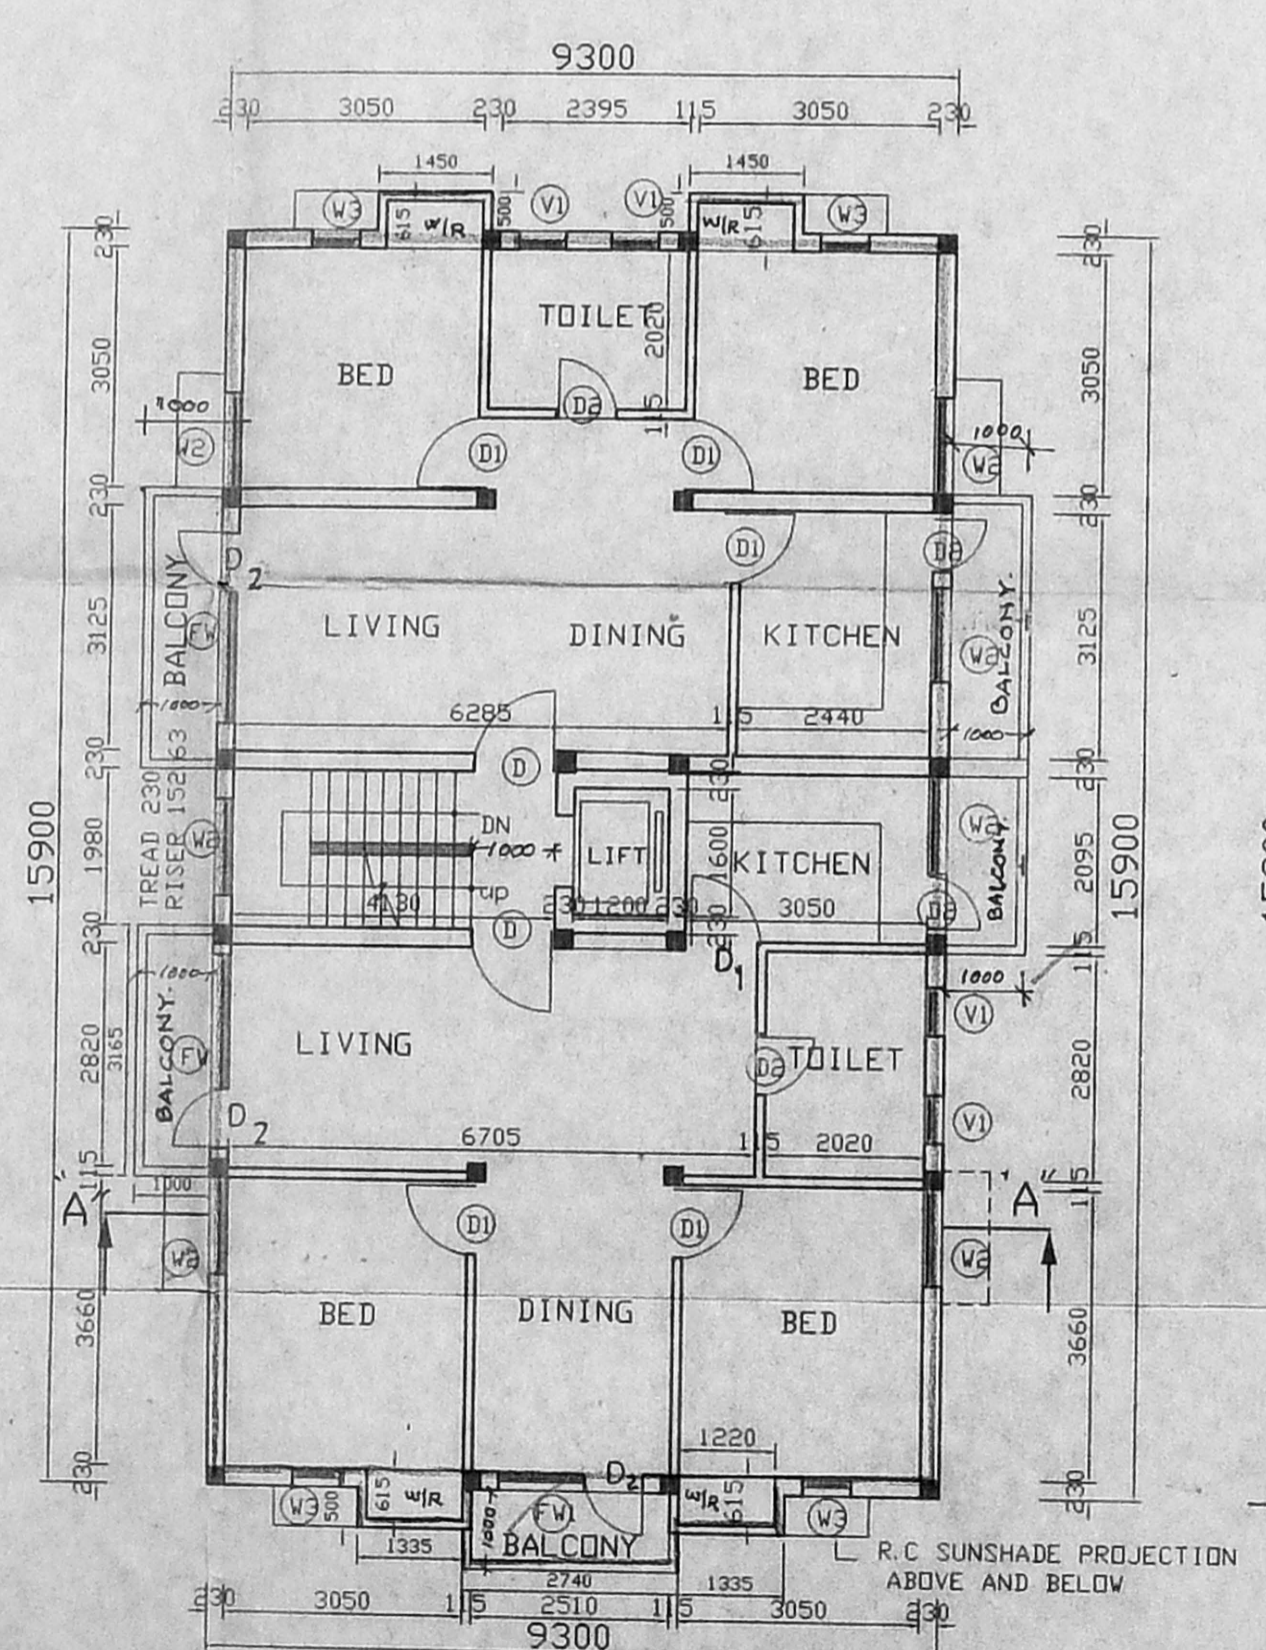 9300
230 3050 230 2395 115 3050 230
1450 1450
W3 615 W/R 500 V1 V1 500 W/R 615 W3
230 230
TOILET 2020
BED BED
3050 3050
1000 D2 115
W2 D1 D1 1000 W2
230 230 230
D2 D1 D2
BALCONY
FW
3125 LIVING DINING KITCHEN W2 BALCONY. 3125
1000 6285 115 2440 1000
230 D 230 230
TREAD 230
RISER 152.63
15900 1980 W2 DN 1000 LIFT 1600 KITCHEN W2 BALCONY. 2095 15900
up
4130 230 1200 230 3050 D2
230 D 230 115
D1
1000 1000 V1
BALCONY. FW
2820 3165 LIVING D2 TOILET 2820
D2 V1
6705 115 2020
115 115
1000
"A" "A"
W2 D1 D1 W2
BED DINING BED
3660 3660
1220
230 D2 230
W3 500 615 W/R 1000 FW1 W/R 615 W3
1335 BALCONY
R.C SUNSHADE PROJECTION
ABOVE AND BELOW
2740 1335
230 3050 115 2510 115 3050 230
9300